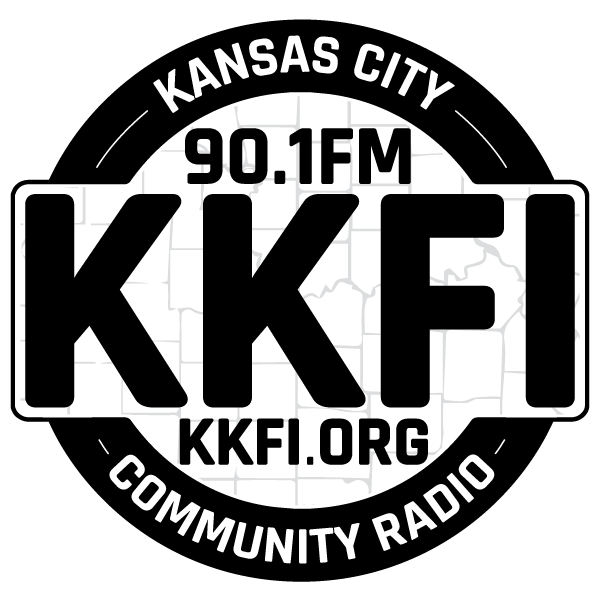 KANSAS CITY
90.1FM
KKFI
KKFI.ORG
COMMUNITY RADIO